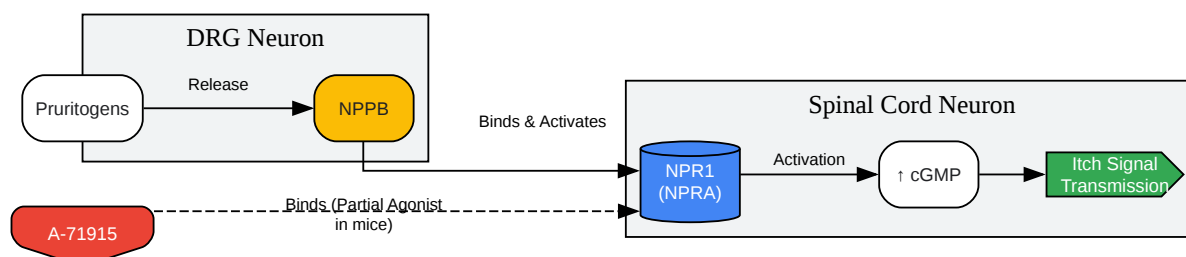 DRG Neuron
Release
Pruritogens
NPPB
Binds & Activates
Spinal Cord Neuron
NPR1
(NPRA)
Activation
↑ cGMP
Itch Signal
Transmission
Binds (Partial Agonist
in mice)
A-71915